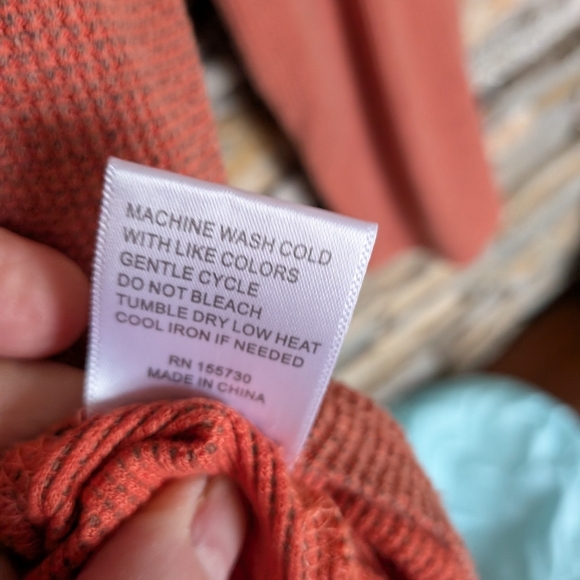 MACHINE WASH COLD
WITH LIKE COLORS
GENTLE CYCLE
DO NOT BLEACH
TUMBLE DRY LOW HEAT
COOL IRON IF NEEDED
RN 155730
MADE IN CHINA